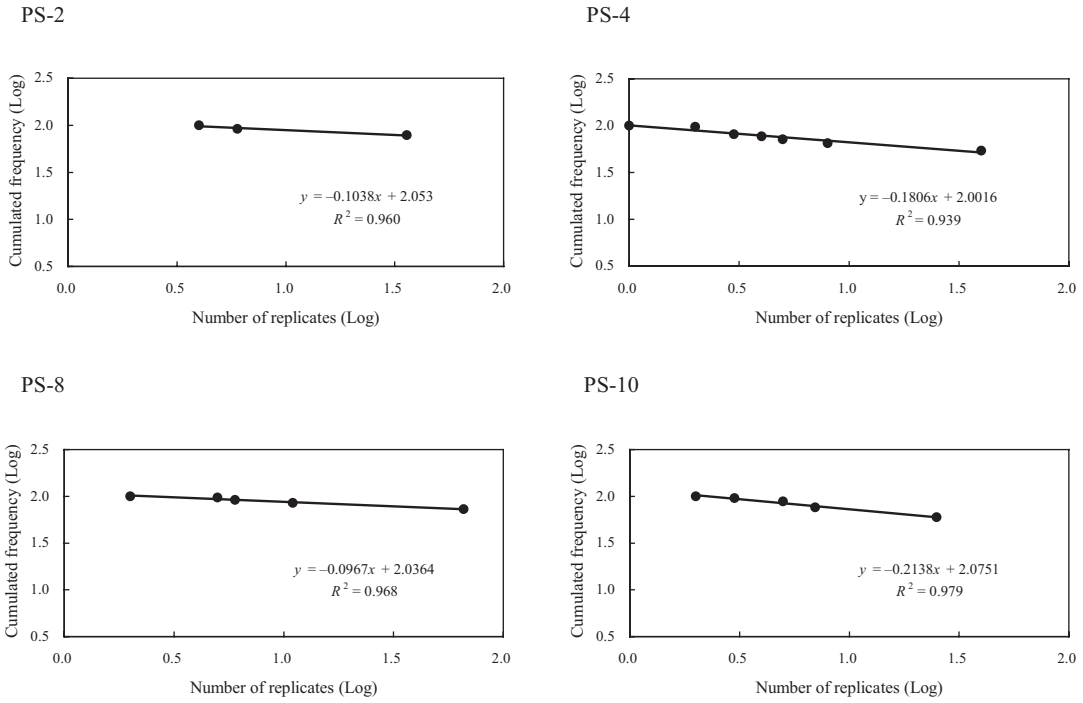 PS-2
Cumulated frequency (Log)
2.5
2.0
1.5
1.0
0.5
y = –0.1038x + 2.053
R² = 0.960
0.0 0.5 1.0 1.5 2.0
Number of replicates (Log)
PS-4
Cumulated frequency (Log)
2.5
2.0
1.5
1.0
0.5
y = –0.1806x + 2.0016
R² = 0.939
0.0 0.5 1.0 1.5 2.0
Number of replicates (Log)
PS-8
Cumulated frequency (Log)
2.5
2.0
1.5
1.0
0.5
y = –0.0967x + 2.0364
R² = 0.968
0.0 0.5 1.0 1.5 2.0
Number of replicates (Log)
PS-10
Cumulated frequency (Log)
2.5
2.0
1.5
1.0
0.5
y = –0.2138x + 2.0751
R² = 0.979
0.0 0.5 1.0 1.5 2.0
Number of replicates (Log)